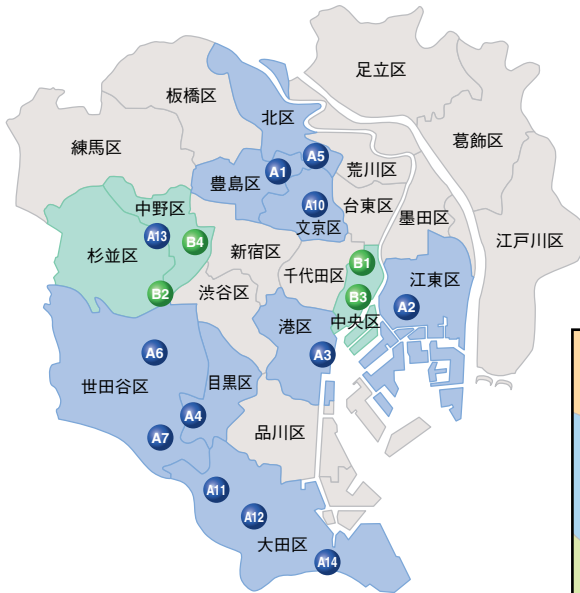 足立区
板橋区
北区
葛飾区
練馬区
A5
荒川区
A1
豊島区
A10
台東区
中野区
墨田区
文京区
A13
B4
江戸川区
杉並区
新宿区
B1
千代田区
江東区
B2
渋谷区
B3
A2
港区
中央区
A6
A3
世田谷区
目黒区
A4
A7
品川区
A11
A12
大田区
A14